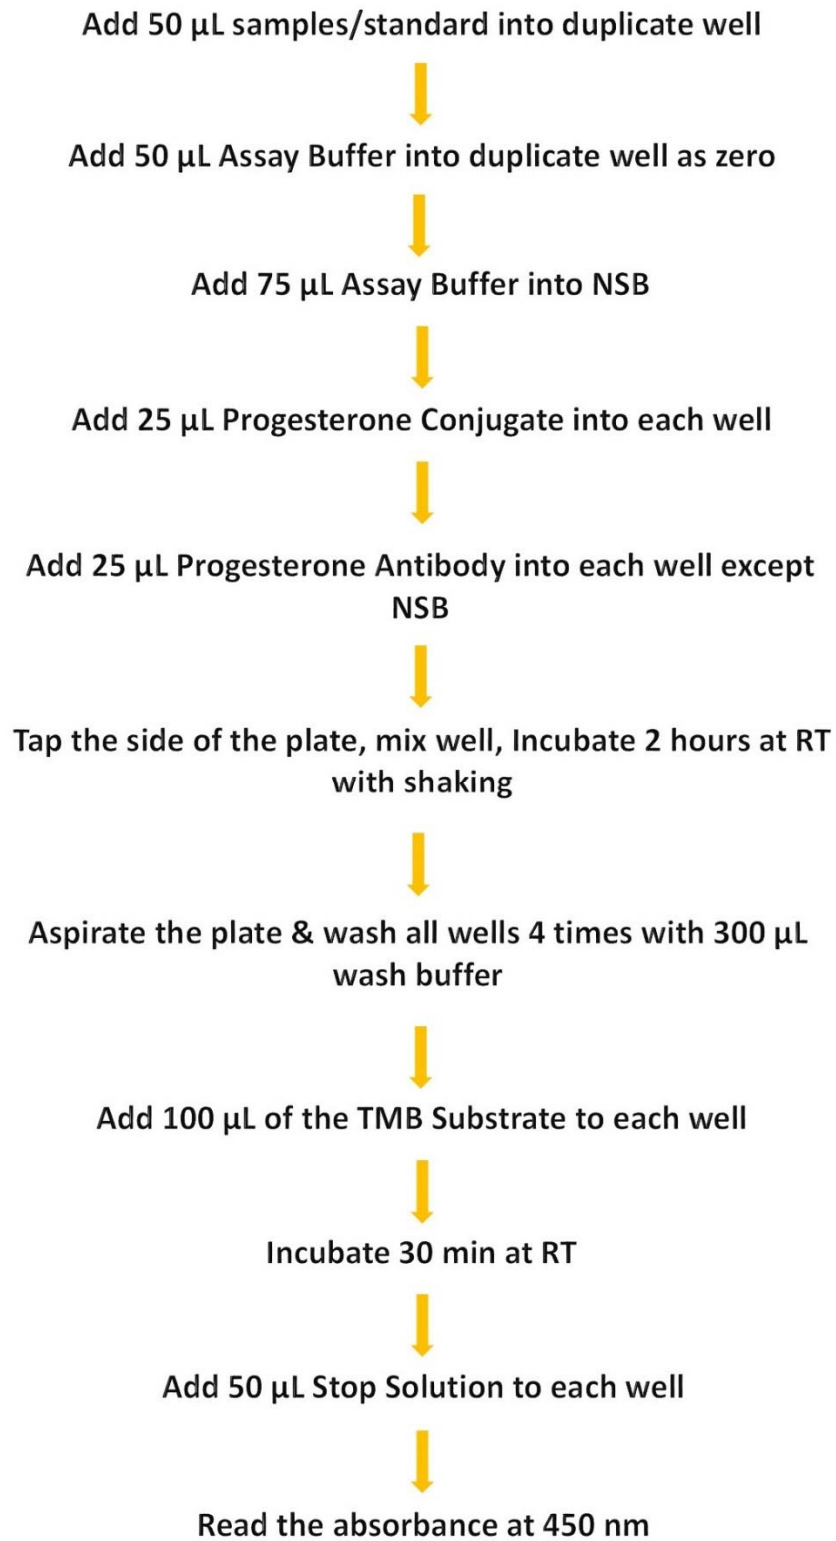 Add 50 µL samples/standard into duplicate well
Add 50 µL Assay Buffer into duplicate well as zero
Add 75 µL Assay Buffer into NSB
Add 25 µL Progesterone Conjugate into each well
Add 25 µL Progesterone Antibody into each well except
NSB
Tap the side of the plate, mix well, Incubate 2 hours at RT
with shaking
Aspirate the plate & wash all wells 4 times with 300 µL
wash buffer
Add 100 µL of the TMB Substrate to each well
Incubate 30 min at RT
Add 50 µL Stop Solution to each well
Read the absorbance at 450 nm